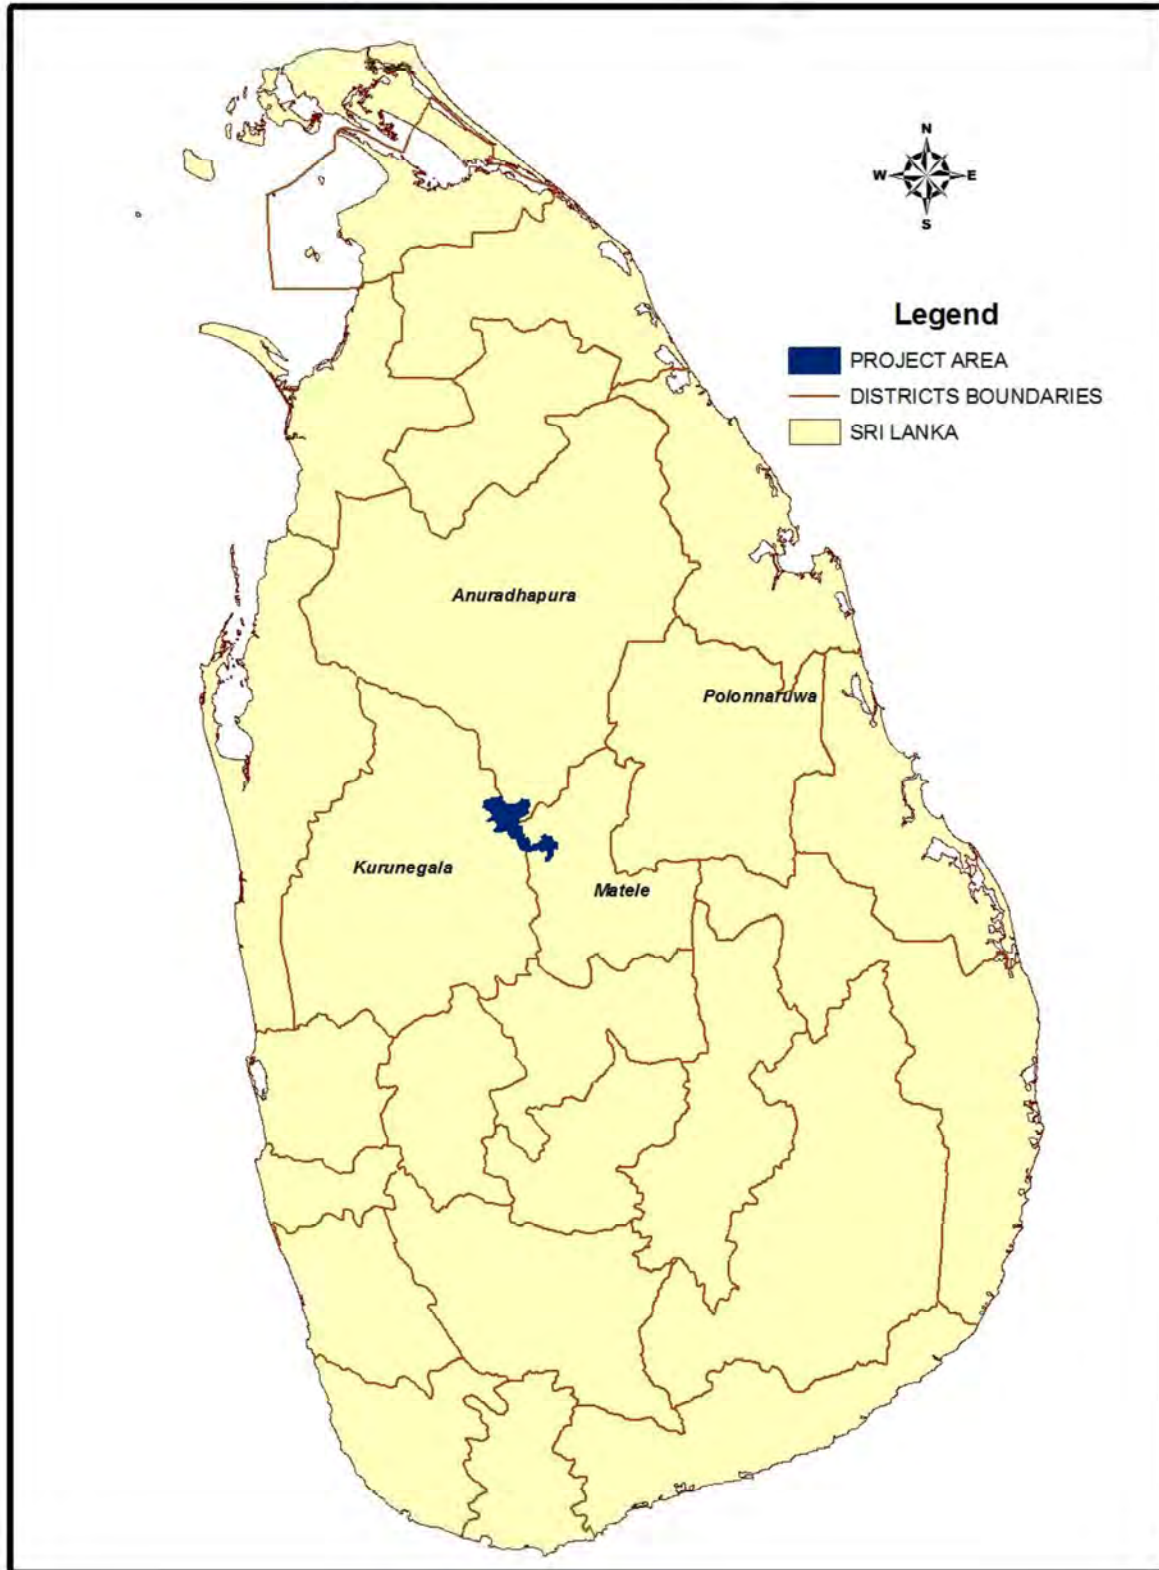 N
W E
S
Legend
PROJECT AREA
DISTRICTS BOUNDARIES
SRI LANKA
Anuradhapura
Polonnaruwa
Kurunegala
Matele